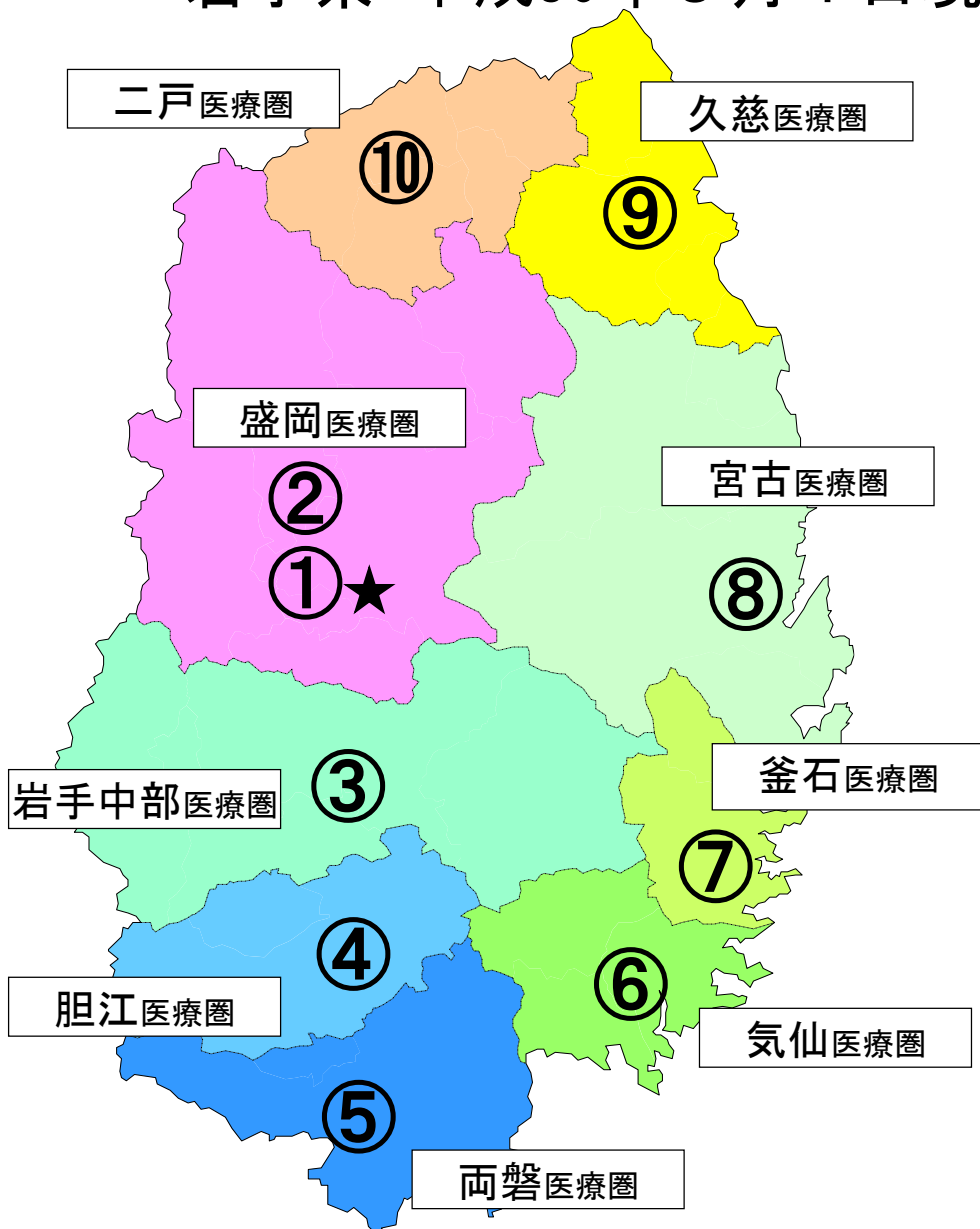 二戸医療圏
久慈医療圏
⑩
⑨
盛岡医療圏
宮古医療圏
②
①★
⑧
岩手中部医療圏
③
釜石医療圏
⑦
④
⑥
胆江医療圏
気仙医療圏
⑤
両磐医療圏